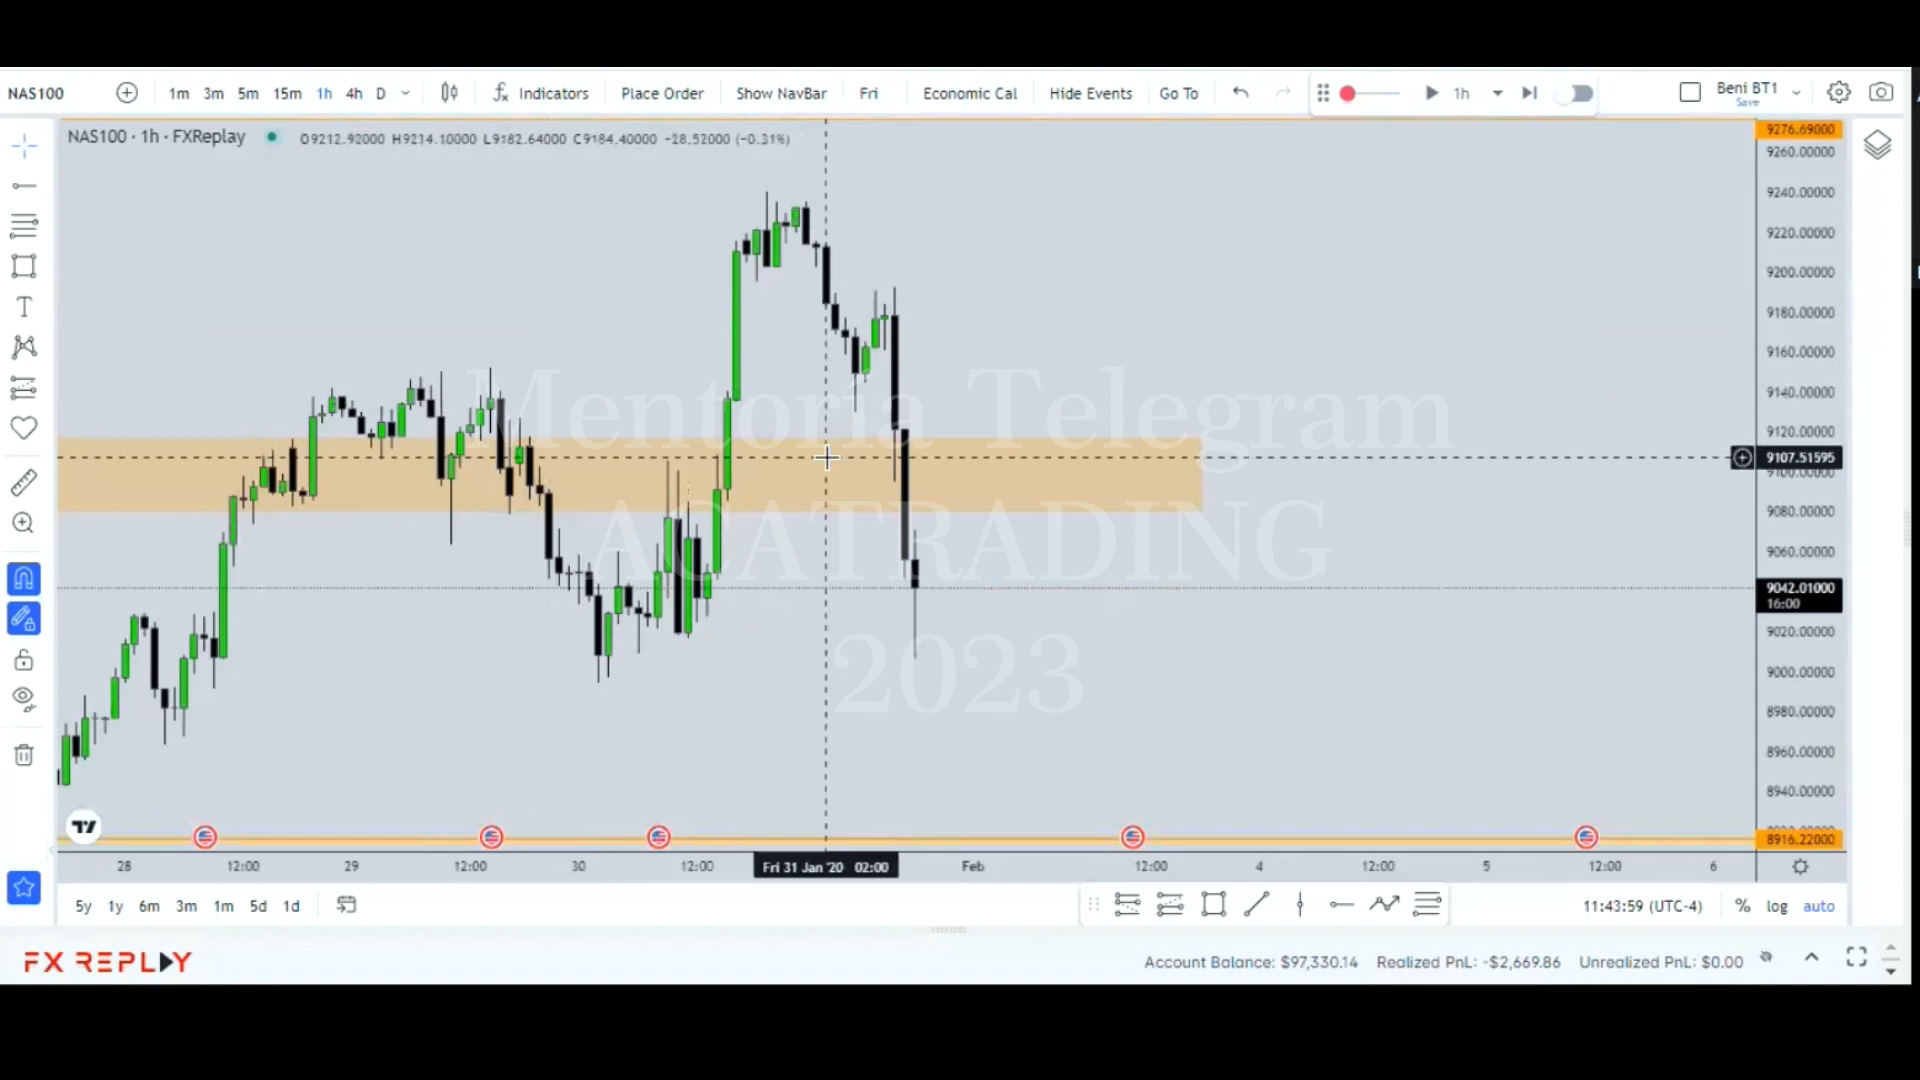 NAS100 1m 3m 5m 15m 1h 4h D Indicators Place Order Show NavBar Fri Economic Cal Hide Events Go To 1h Beni BT1
Save
NAS100 · 1h · FXReplay O9212.92000 H9214.10000 L9182.64000 C9184.40000 −28.52000 (−0.31%)
9276.69000
9260.00000
9240.00000
9220.00000
9200.00000
9180.00000
9160.00000
9140.00000
9120.00000
9107.51595
9100.00000
9080.00000
9060.00000
9042.01000
16:00
9020.00000
9000.00000
8980.00000
8960.00000
8940.00000
8916.22000
Mentoria Telegram
ACATRADING
2023
28 12:00 29 12:00 30 12:00 Fri 31 Jan '20 02:00 Feb 12:00 4 12:00 5 12:00 6
5y 1y 6m 3m 1m 5d 1d 11:43:59 (UTC-4) % log auto
FX REPLAY Account Balance: $97,330.14 Realized PnL: -$2,669.86 Unrealized PnL: $0.00